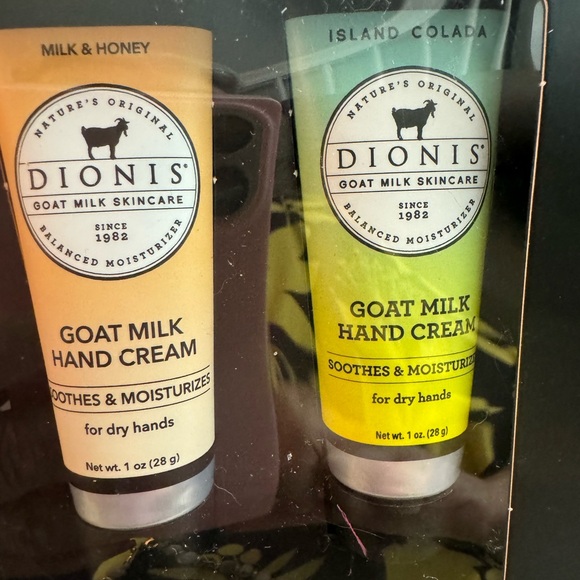 MILK & HONEY
NATURE'S ORIGINAL
DIONIS
GOAT MILK SKINCARE
SINCE
1982
BALANCED MOISTURIZER
GOAT MILK
HAND CREAM
SOOTHES & MOISTURIZES
for dry hands
Net wt. 1 oz (28 g)
ISLAND COLADA
NATURE'S ORIGINAL
DIONIS
GOAT MILK SKINCARE
SINCE
1982
BALANCED MOISTURIZER
GOAT MILK
HAND CREAM
SOOTHES & MOISTURIZE
for dry hands
Net wt. 1 oz. (28 g)